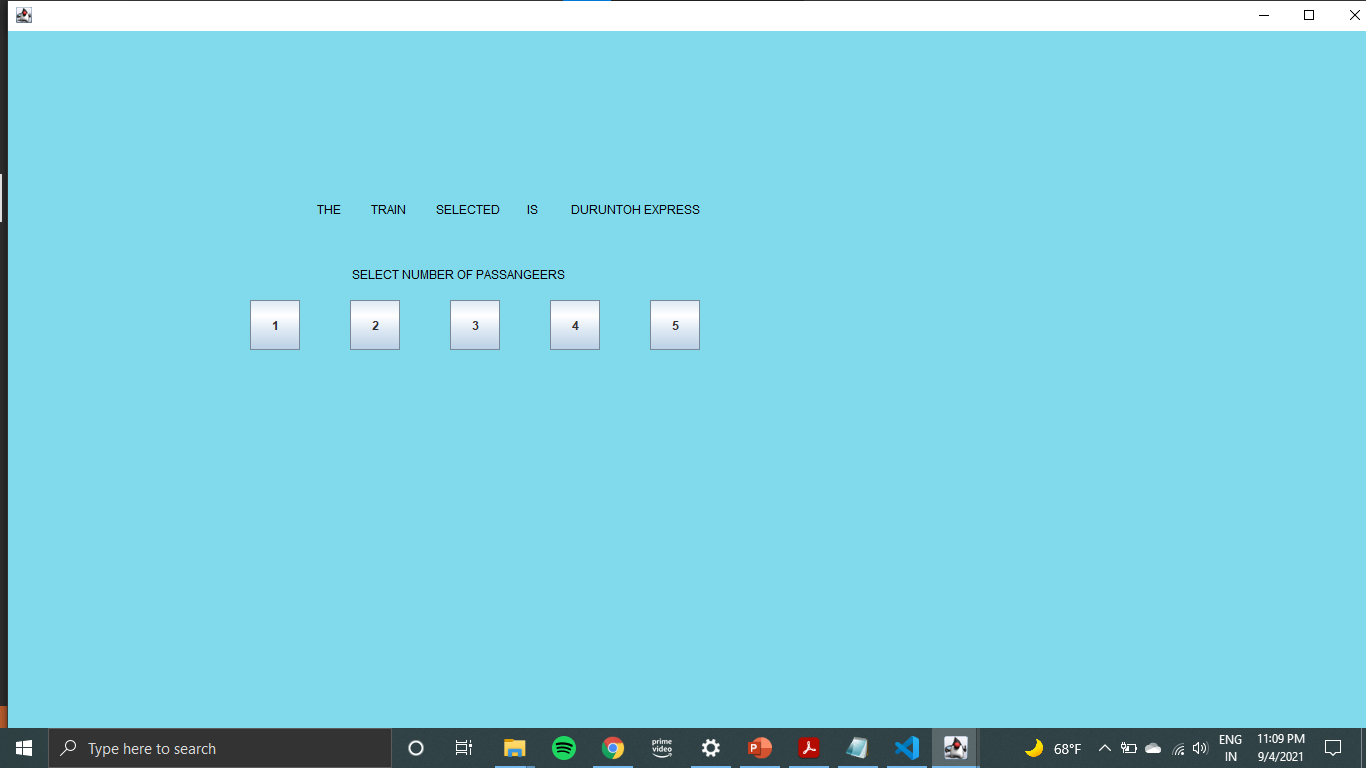 THE TRAIN SELECTED IS DURUNTOH EXPRESS
SELECT NUMBER OF PASSANGEERS
1 2 3 4 5
Type here to search
prime video
68°F
ENG
IN
11:09 PM
9/4/2021